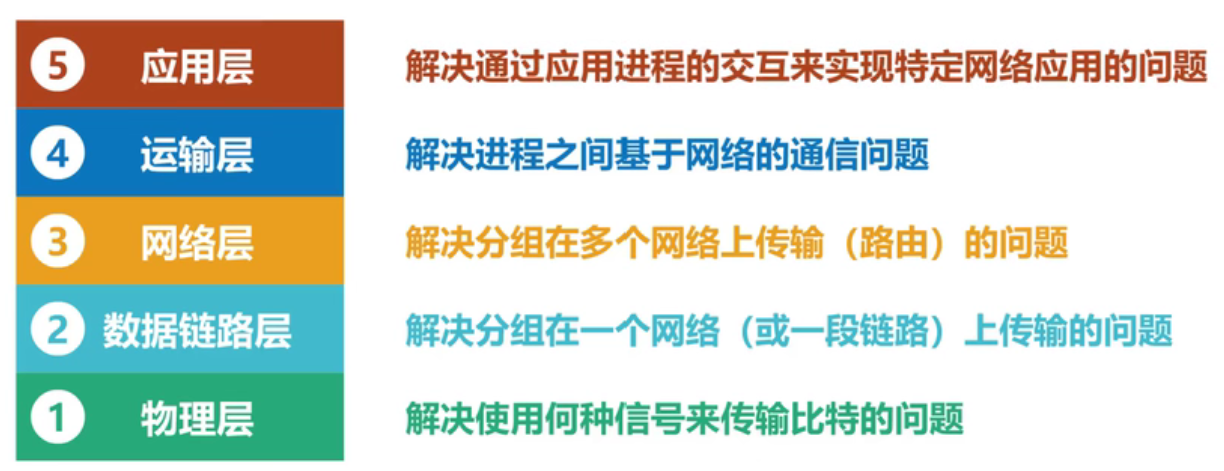 5 应用层 解决通过应用进程的交互来实现特定网络应用的问题
4 运输层 解决进程之间基于网络的通信问题
3 网络层 解决分组在多个网络上传输（路由）的问题
2 数据链路层 解决分组在一个网络（或一段链路）上传输的问题
1 物理层 解决使用何种信号来传输比特的问题